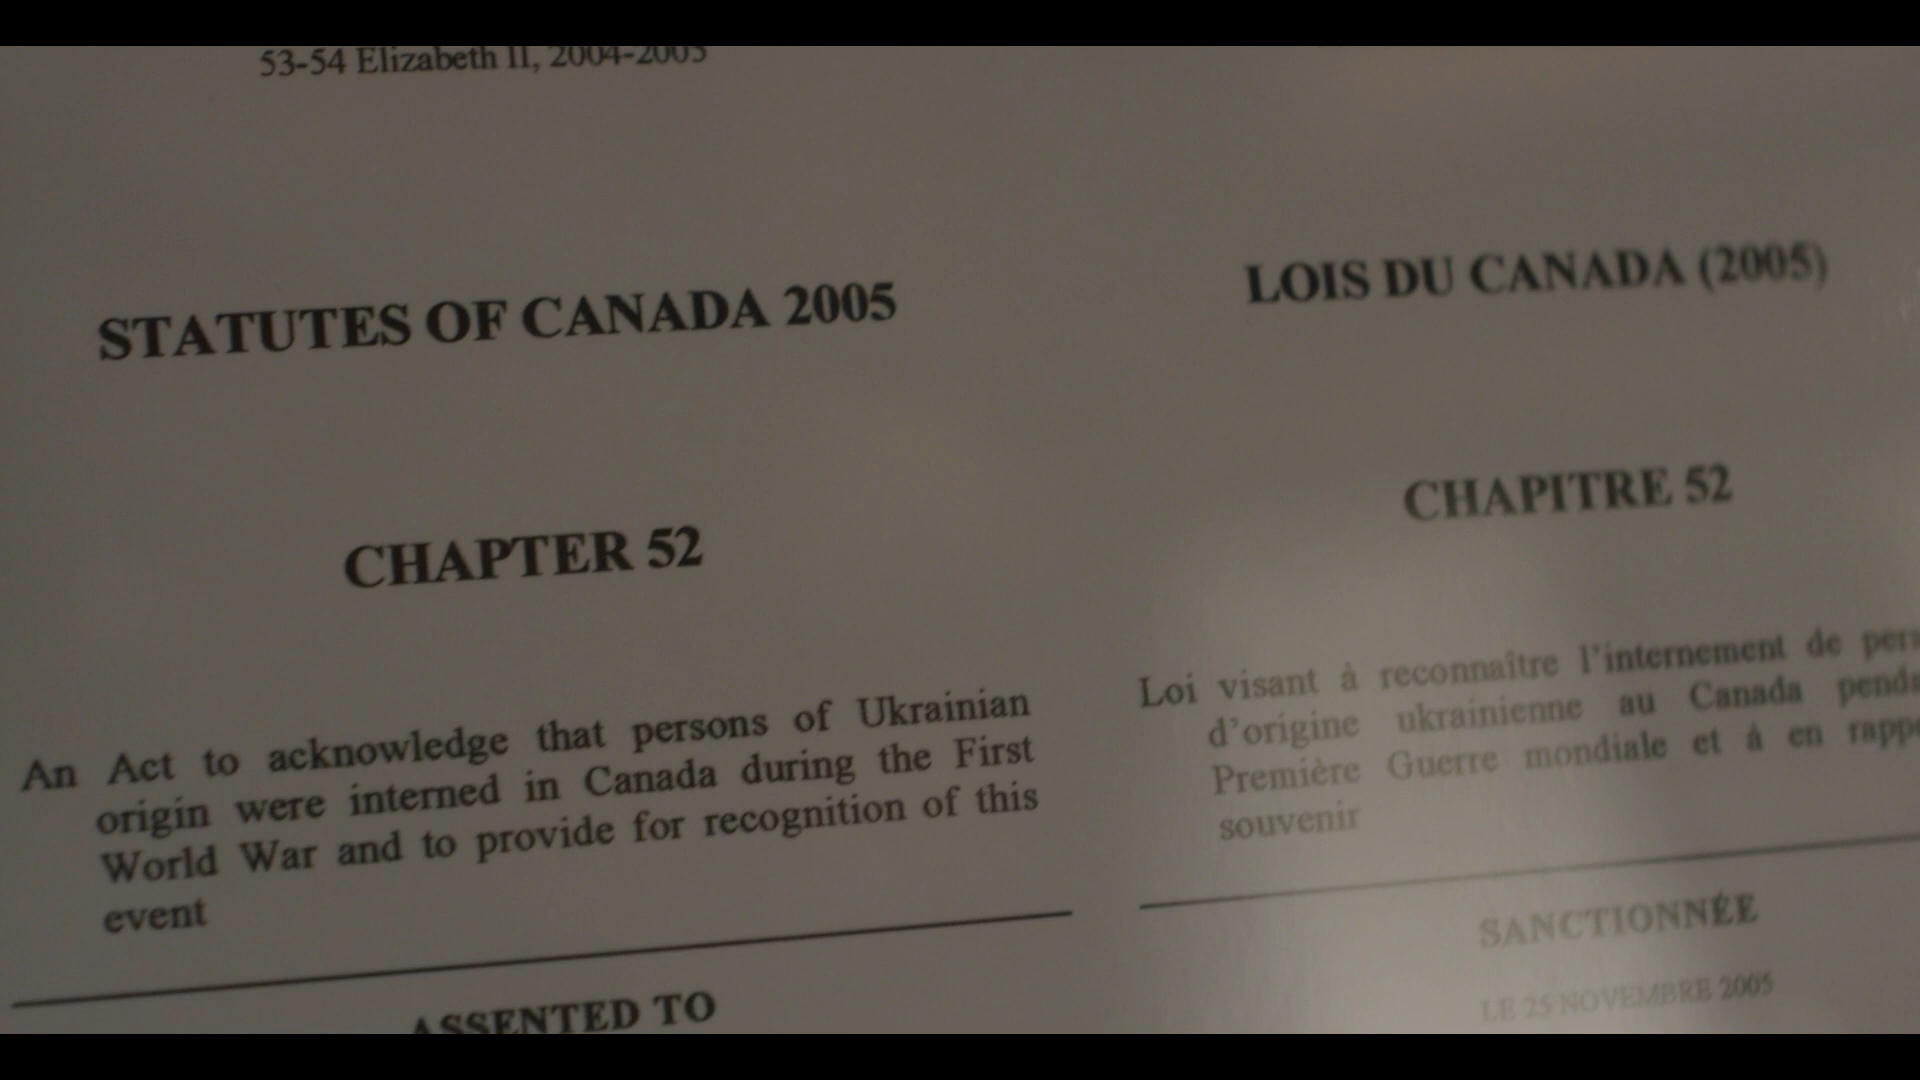 53-54 Elizabeth II, 2004-2005
STATUTES OF CANADA 2005
CHAPTER 52
An Act to acknowledge that persons of Ukrainian
origin were interned in Canada during the First
World War and to provide for recognition of this
event
ASSENTED TO
LOIS DU CANADA (2005)
CHAPITRE 52
Loi visant à reconnaître l'internement de
d'origine ukrainienne au Canada
Première Guerre mondiale et à en
souvenir
SANCTIONNÉE
LE 25 NOVEMBRE 2005